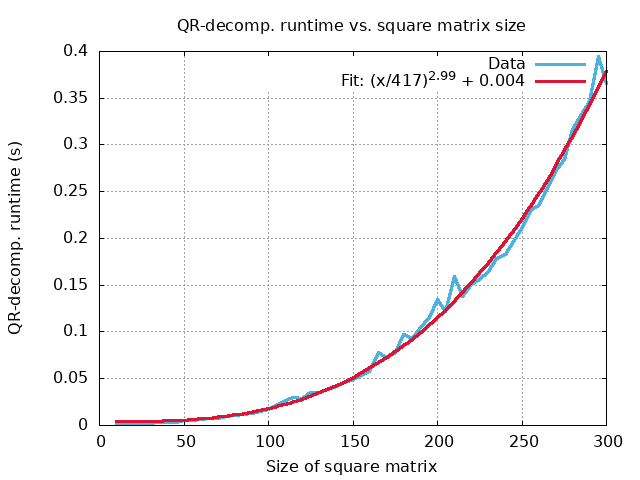 QR-decomp. runtime vs. square matrix size
Data
Fit: (x/417)^2.99 + 0.004
QR-decomp. runtime (s)
0.4
0.35
0.3
0.25
0.2
0.15
0.1
0.05
0
0 50 100 150 200 250 300
Size of square matrix